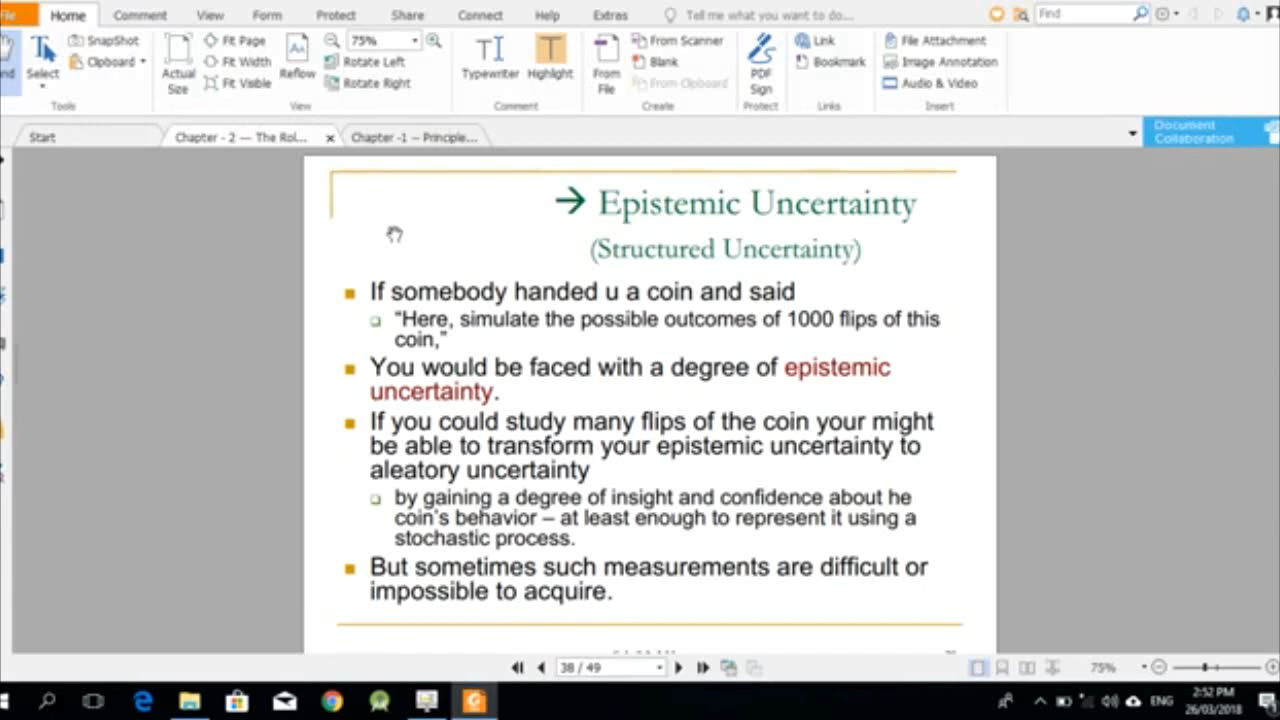 File Home Comment View Form Protect Share Connect Help Extras Tell me what you want to do... Find
SnapShot Fit Page 75% From Scanner Link File Attachment
Select Clipboard Actual Size Fit Width Reflow Rotate Left Typewriter Highlight From File Blank PDF Sign Bookmark Image Annotation
Fit Visible Rotate Right From Clipboard Audio & Video
Tools View Comment Create Protect Links Insert
Start Chapter - 2 — The Rol... x Chapter -1 -- Principle... Document
Collaboration
→ Epistemic Uncertainty
(Structured Uncertainty)
If somebody handed u a coin and said
“Here, simulate the possible outcomes of 1000 flips of this
coin,”
You would be faced with a degree of epistemic
uncertainty.
If you could study many flips of the coin your might
be able to transform your epistemic uncertainty to
aleatory uncertainty
by gaining a degree of insight and confidence about he
coin’s behavior – at least enough to represent it using a
stochastic process.
But sometimes such measurements are difficult or
impossible to acquire.
38 / 49 75%
ENG 2:52 PM
26/03/2018